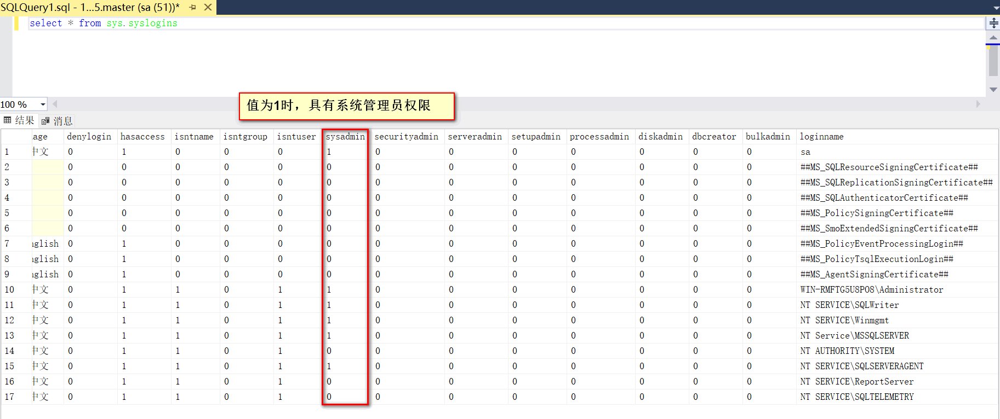 SQLQuery1.sql - 1...5.master (sa (51))*
select * from sys.syslogins
值为1时，具有系统管理员权限
100 %
结果 消息
age denylogin hasaccess isntname isntgroup isntuser sysadmin securityadmin serveradmin setupadmin processadmin diskadmin dbcreator bulkadmin loginname
1 中文 0 1 0 0 0 1 0 0 0 0 0 0 0 sa
2 0 0 0 0 0 0 0 0 0 0 0 0 0 ##MS_SQLResourceSigningCertificate##
3 0 0 0 0 0 0 0 0 0 0 0 0 0 ##MS_SQLReplicationSigningCertificate##
4 0 0 0 0 0 0 0 0 0 0 0 0 0 ##MS_SQLAuthenticatorCertificate##
5 0 0 0 0 0 0 0 0 0 0 0 0 0 ##MS_PolicySigningCertificate##
6 0 0 0 0 0 0 0 0 0 0 0 0 0 ##MS_SmoExtendedSigningCertificate##
7 nglish 0 1 0 0 0 0 0 0 0 0 0 0 0 ##MS_PolicyEventProcessingLogin##
8 nglish 0 1 0 0 0 0 0 0 0 0 0 0 0 ##MS_PolicyTsqlExecutionLogin##
9 nglish 0 1 0 0 0 0 0 0 0 0 0 0 0 ##MS_AgentSigningCertificate##
10 中文 0 1 1 0 1 1 0 0 0 0 0 0 0 WIN-RMFTG5U8PO8\Administrator
11 中文 0 1 1 0 1 1 0 0 0 0 0 0 0 NT SERVICE\SQLWriter
12 中文 0 1 1 0 1 1 0 0 0 0 0 0 0 NT SERVICE\Winmgmt
13 中文 0 1 1 0 1 1 0 0 0 0 0 0 0 NT Service\MSSQLSERVER
14 中文 0 1 1 0 1 0 0 0 0 0 0 0 0 NT AUTHORITY\SYSTEM
15 中文 0 1 1 0 1 1 0 0 0 0 0 0 0 NT SERVICE\SQLSERVERAGENT
16 中文 0 1 1 0 1 0 0 0 0 0 0 0 0 NT SERVICE\ReportServer
17 中文 0 1 1 0 1 0 0 0 0 0 0 0 0 NT SERVICE\SQLTELEMETRY